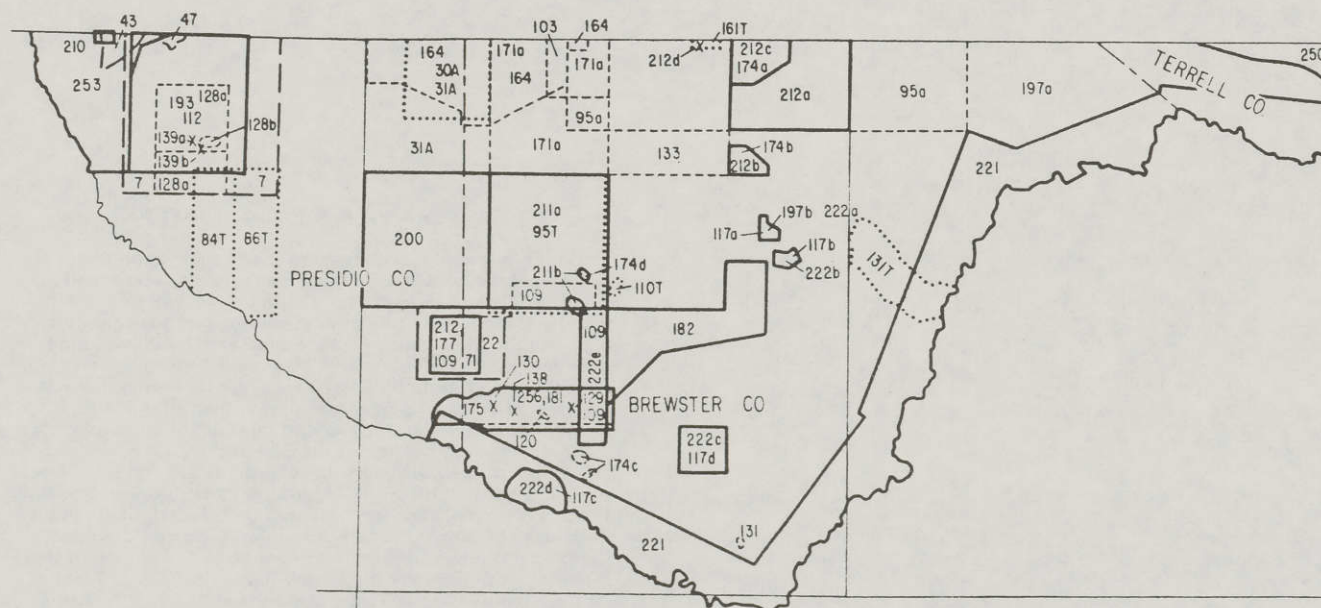 43
47
210
253
193
128a
112
139a
128b
139b
7
128a
7
84T
66T
PRESIDIO CO
164
30A
31A
171a
164
103
164
171a
95a
31A
171a
133
161T
212d
212c
174a
212a
95a
197a
TERRELL CO.
250
174b
212b
221
200
211a
95T
211b
174d
110T
109
197b
117a
117b
222b
222a
131T
212
177
109
71
22
109
222e
182
130
138
175
1256,181
129
109
120
BREWSTER CO
222c
117d
174c
222d
117c
131
221